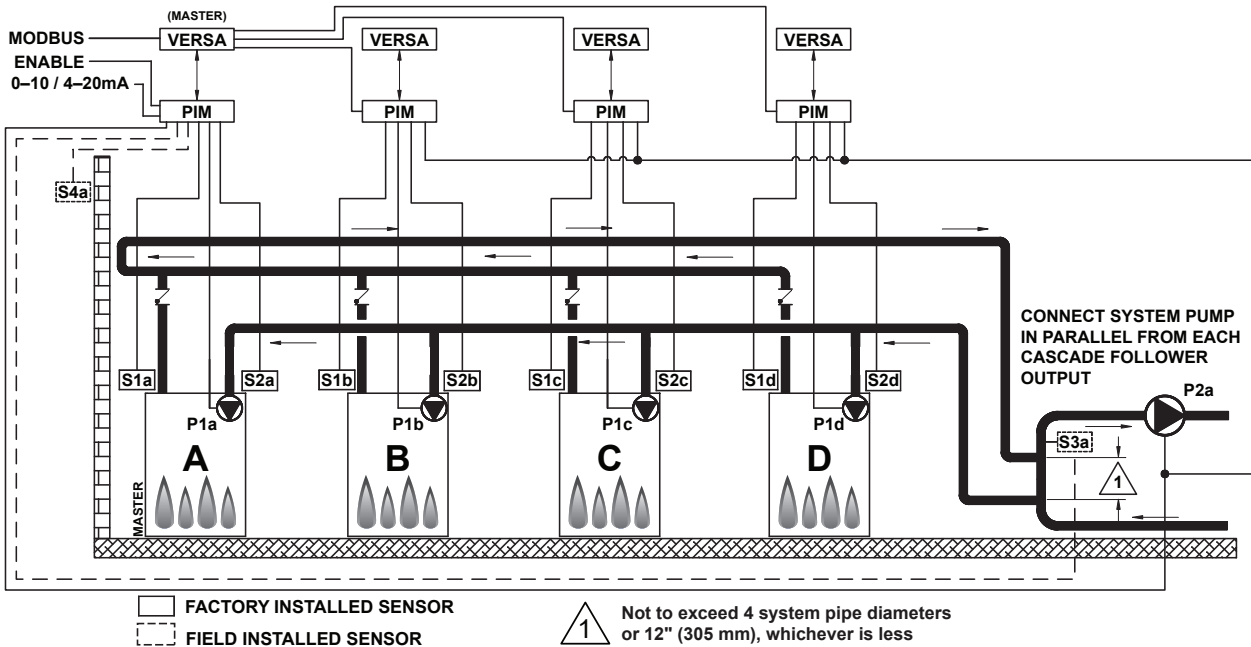 (MASTER)
MODBUS
VERSA
VERSA
VERSA
VERSA
ENABLE
0–10 / 4–20mA
PIM
PIM
PIM
PIM
S4a
CONNECT SYSTEM PUMP
IN PARALLEL FROM EACH
CASCADE FOLLOWER
OUTPUT
S1a
S2a
S1b
S2b
S1c
S2c
S1d
S2d
P2a
P1a
P1b
P1c
P1d
S3a
A
B
C
D
1
MASTER
FACTORY INSTALLED SENSOR
FIELD INSTALLED SENSOR
1
Not to exceed 4 system pipe diameters
or 12" (305 mm), whichever is less